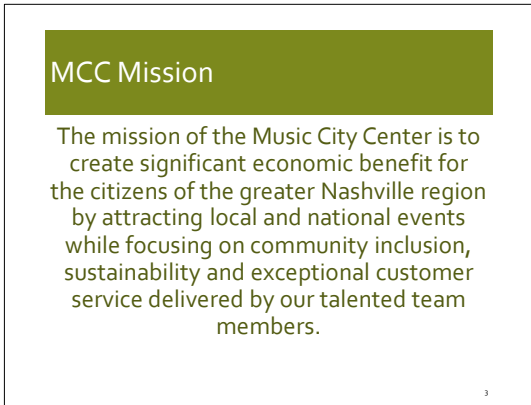 MCC Mission
The mission of the Music City Center is to
create significant economic benefit for
the citizens of the greater Nashville region
by attracting local and national events
while focusing on community inclusion,
sustainability and exceptional customer
service delivered by our talented team
members.
3